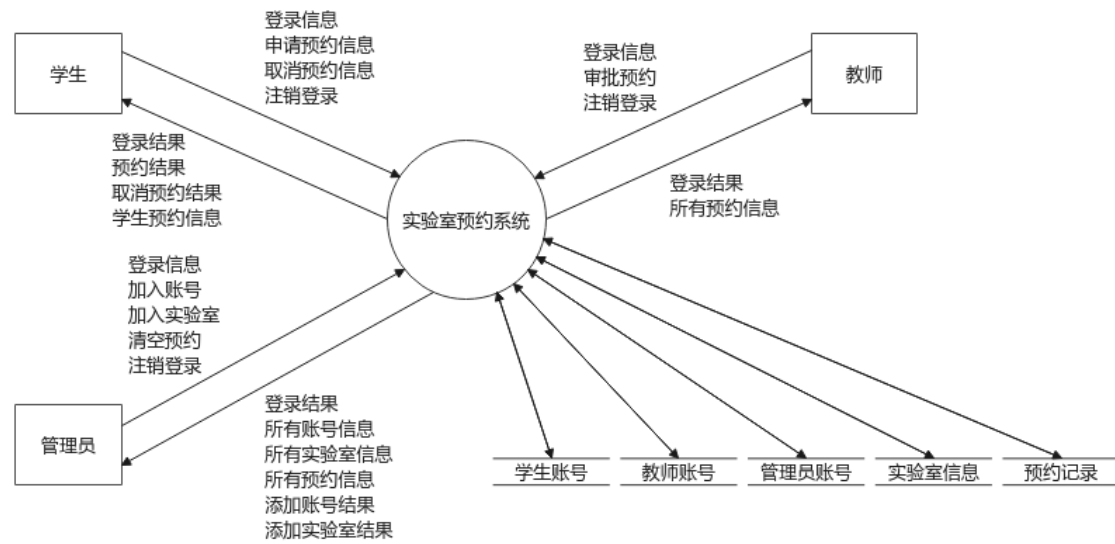 登录信息
申请预约信息
取消预约信息
注销登录
学生
登录信息
审批预约
注销登录
教师
登录结果
预约结果
取消预约结果
学生预约信息
登录结果
所有预约信息
实验室预约系统
登录信息
加入账号
加入实验室
清空预约
注销登录
管理员
登录结果
所有账号信息
所有实验室信息
所有预约信息
添加账号结果
添加实验室结果
学生账号
教师账号
管理员账号
实验室信息
预约记录